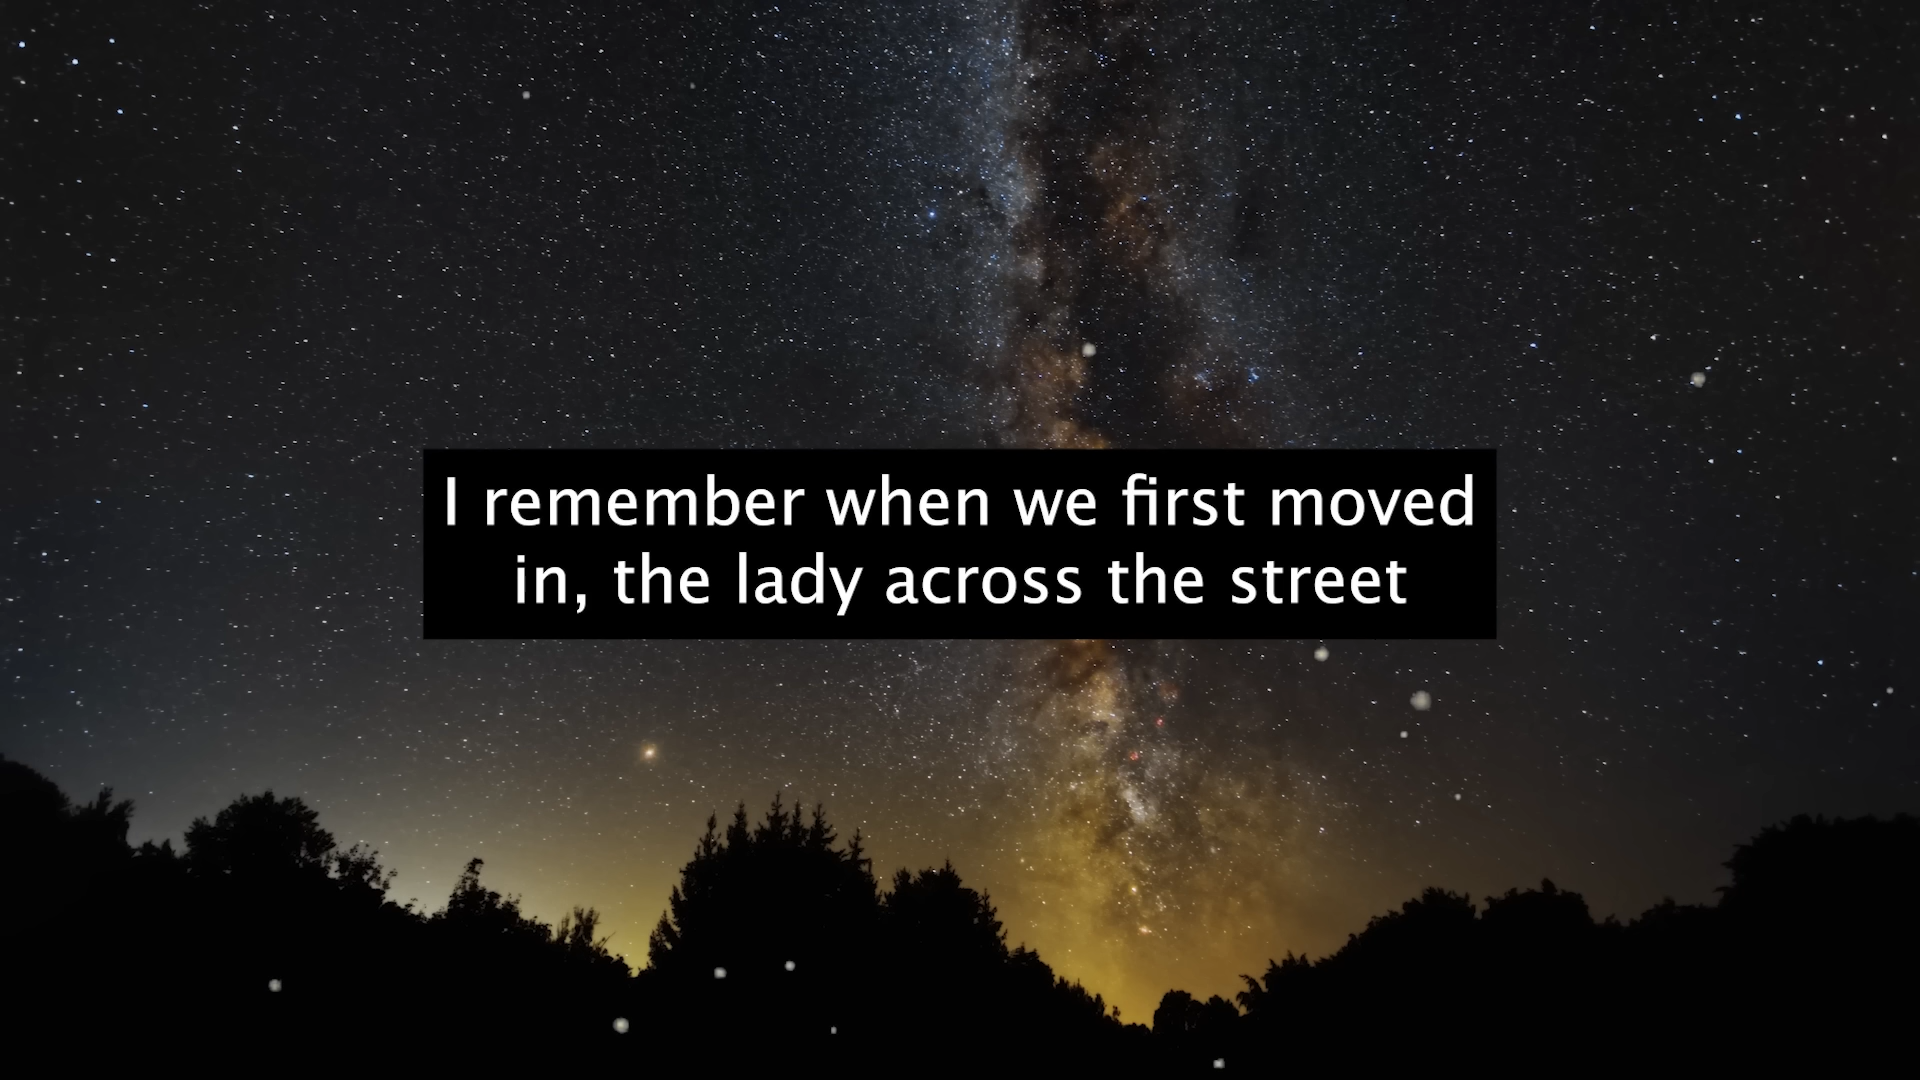 I remember when we first moved
in, the lady across the street